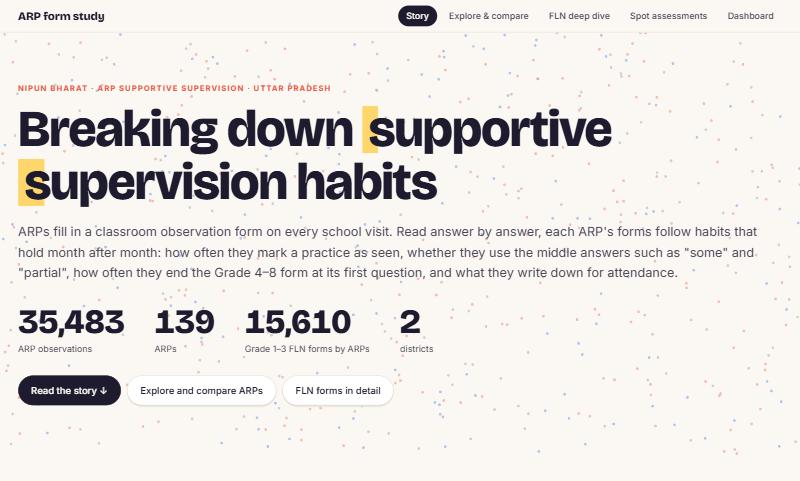 ARP form study
Story Explore & compare FLN deep dive Spot assessments Dashboard
NIPUN BHARAT · ARP SUPPORTIVE SUPERVISION · UTTAR PRADESH
Breaking down supportive
supervision habits
ARPs fill in a classroom observation form on every school visit. Read answer by answer, each ARP's forms follow habits that
hold month after month: how often they mark a practice as seen, whether they use the middle answers such as "some" and
"partial", how often they end the Grade 4–8 form at its first question, and what they write down for attendance.
35,483 139 15,610 2
ARP observations ARPs Grade 1–3 FLN forms by ARPs districts
Read the story ↓ Explore and compare ARPs FLN forms in detail